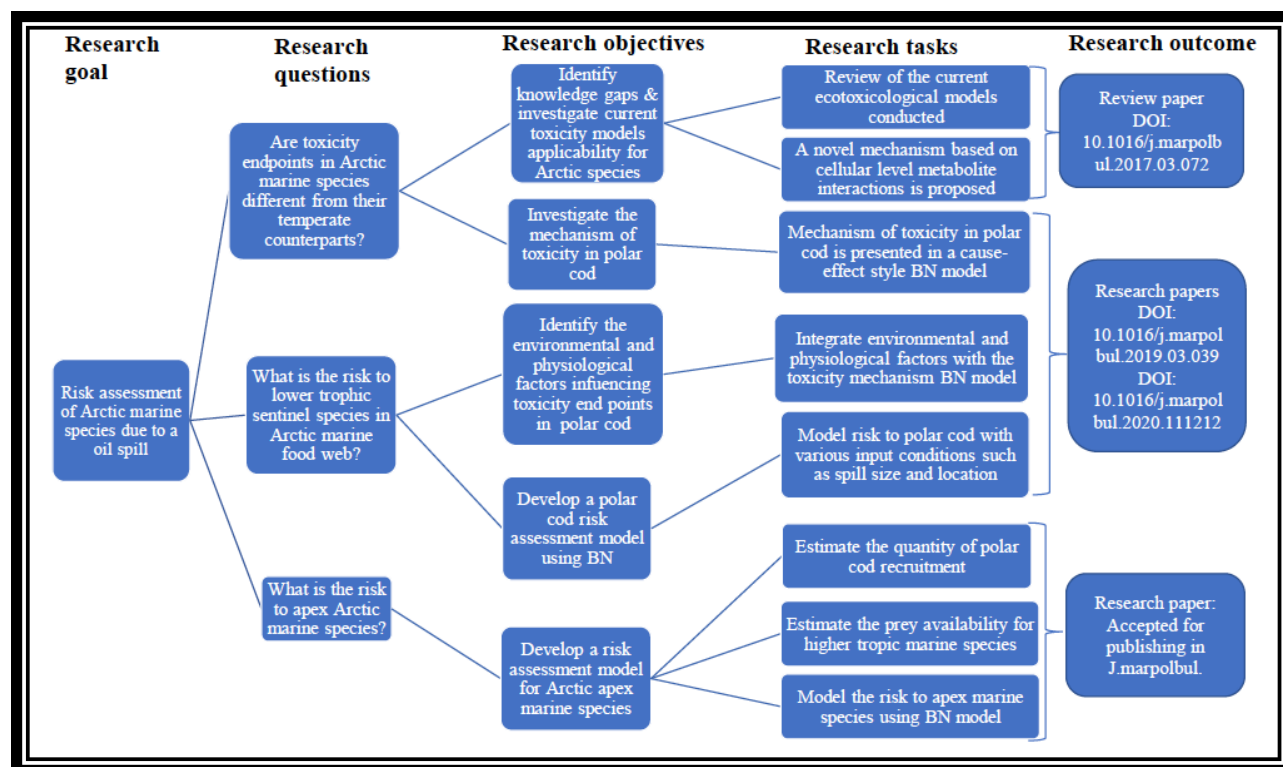 Research
goal
Research
questions
Research objectives
Research tasks
Research outcome
Risk assessment
of Arctic marine
species due to a
oil spill
Are toxicity
endpoints in Arctic
marine species
different from their
temperate
counterparts?
What is the risk to
lower trophic
sentinel species in
Arctic marine
food web?
What is the risk
to apex Arctic
marine species?
Identify
knowledge gaps &
investigate current
toxicity models
applicability for
Arctic species
Investigate the
mechanism of
toxicity in polar
cod
Identify the
environmental and
physiological
factors infuencing
toxicity end points
in polar cod
Develop a polar
cod risk
assessment model
using BN
Develop a risk
assessment model
for Arctic apex
marine species
Review of the current
ecotoxicological models
conducted
A novel mechanism based on
cellular level metabolite
interactions is proposed
Mechanism of toxicity in polar
cod is presented in a cause-
effect style BN model
Integrate environmental and
physiological factors with the
toxicity mechanism BN model
Model risk to polar cod with
various input conditions such
as spill size and location
Estimate the quantity of polar
cod recruitment
Estimate the prey availability for
higher tropic marine species
Model the risk to apex marine
species using BN model
Review paper
DOI:
10.1016/j.marpolb
ul.2017.03.072
Research papers
DOI:
10.1016/j.marpol
bul.2019.03.039
DOI:
10.1016/j.marpol
bul.2020.111212
Research paper:
Accepted for
publishing in
J.marpolbul.